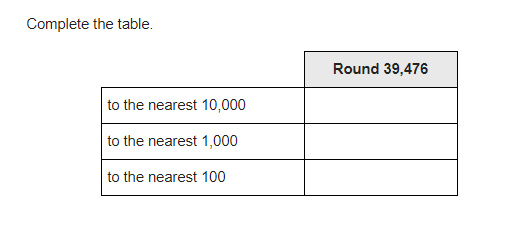 Complete the table.
Round 39,476
to the nearest 10,000
to the nearest 1,000
to the nearest 100